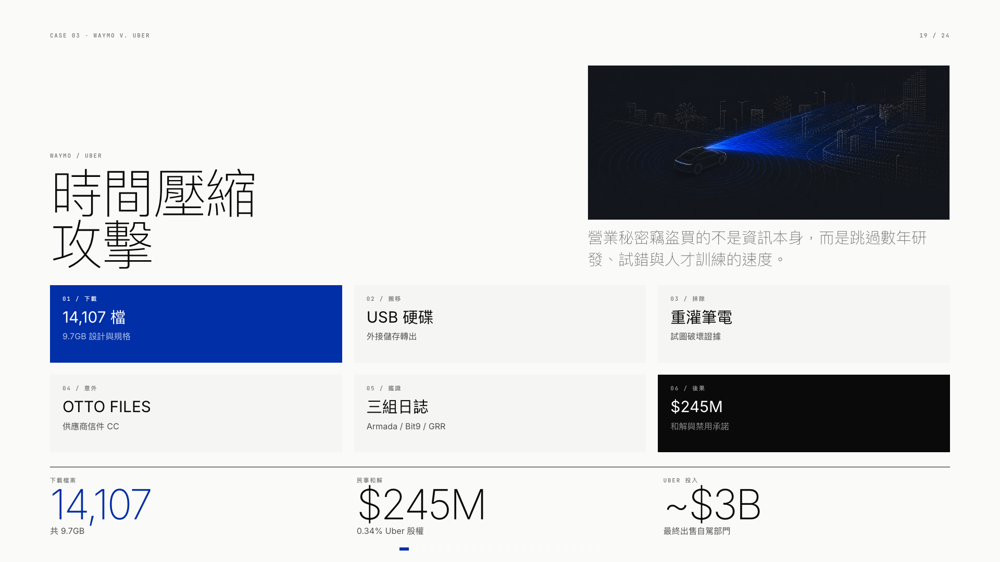 CASE 03 · WAYMO V. UBER
19 / 24
WAYMO / UBER
時間壓縮
攻擊
營業秘密竊盜買的不是資訊本身，而是跳過數年研
發、試錯與人才訓練的速度。
01 / 下載
14,107 檔
9.7GB 設計與規格
02 / 搬移
USB 硬碟
外接儲存轉出
03 / 抹除
重灌筆電
試圖破壞證據
04 / 意外
OTTO FILES
供應商信件 CC
05 / 鑑識
三組日誌
Armada / Bit9 / GRR
06 / 後果
$245M
和解與禁用承諾
下載檔案
14,107
共 9.7GB
民事和解
$245M
0.34% Uber 股權
UBER 投入
~$3B
最終出售自駕部門